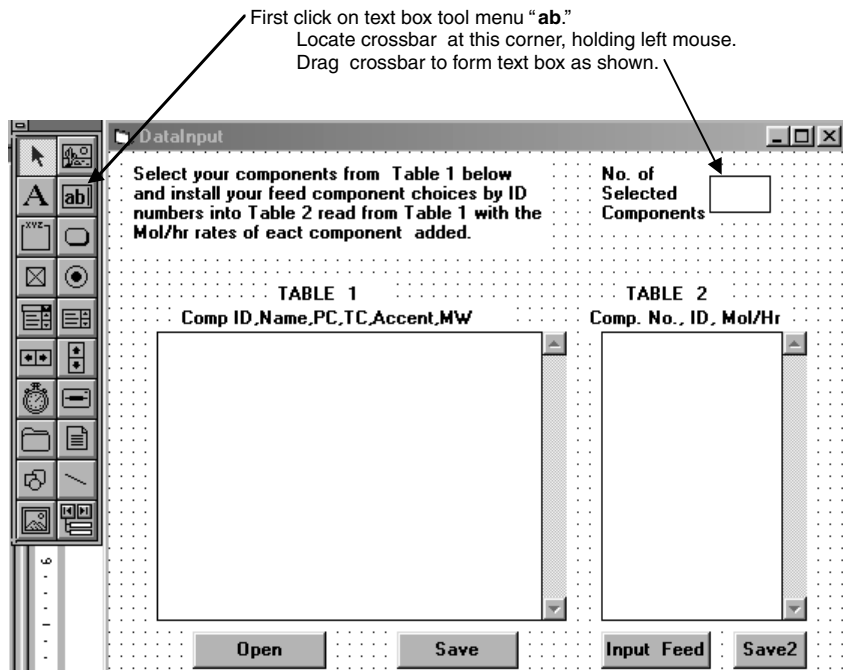 First click on text box tool menu “ab.”
Locate crossbar at this corner, holding left mouse.
Drag crossbar to form text box as shown.
DataInput
Select your components from Table 1 below
and install your feed component choices by ID
numbers into Table 2 read from Table 1 with the
Mol/hr rates of eact component added.
No. of
Selected
Components
A
ab
XYZ
TABLE 1
Comp ID,Name,PC,TC,Accent,MW
TABLE 2
Comp. No., ID, Mol/Hr
Open
Save
Input Feed
Save2